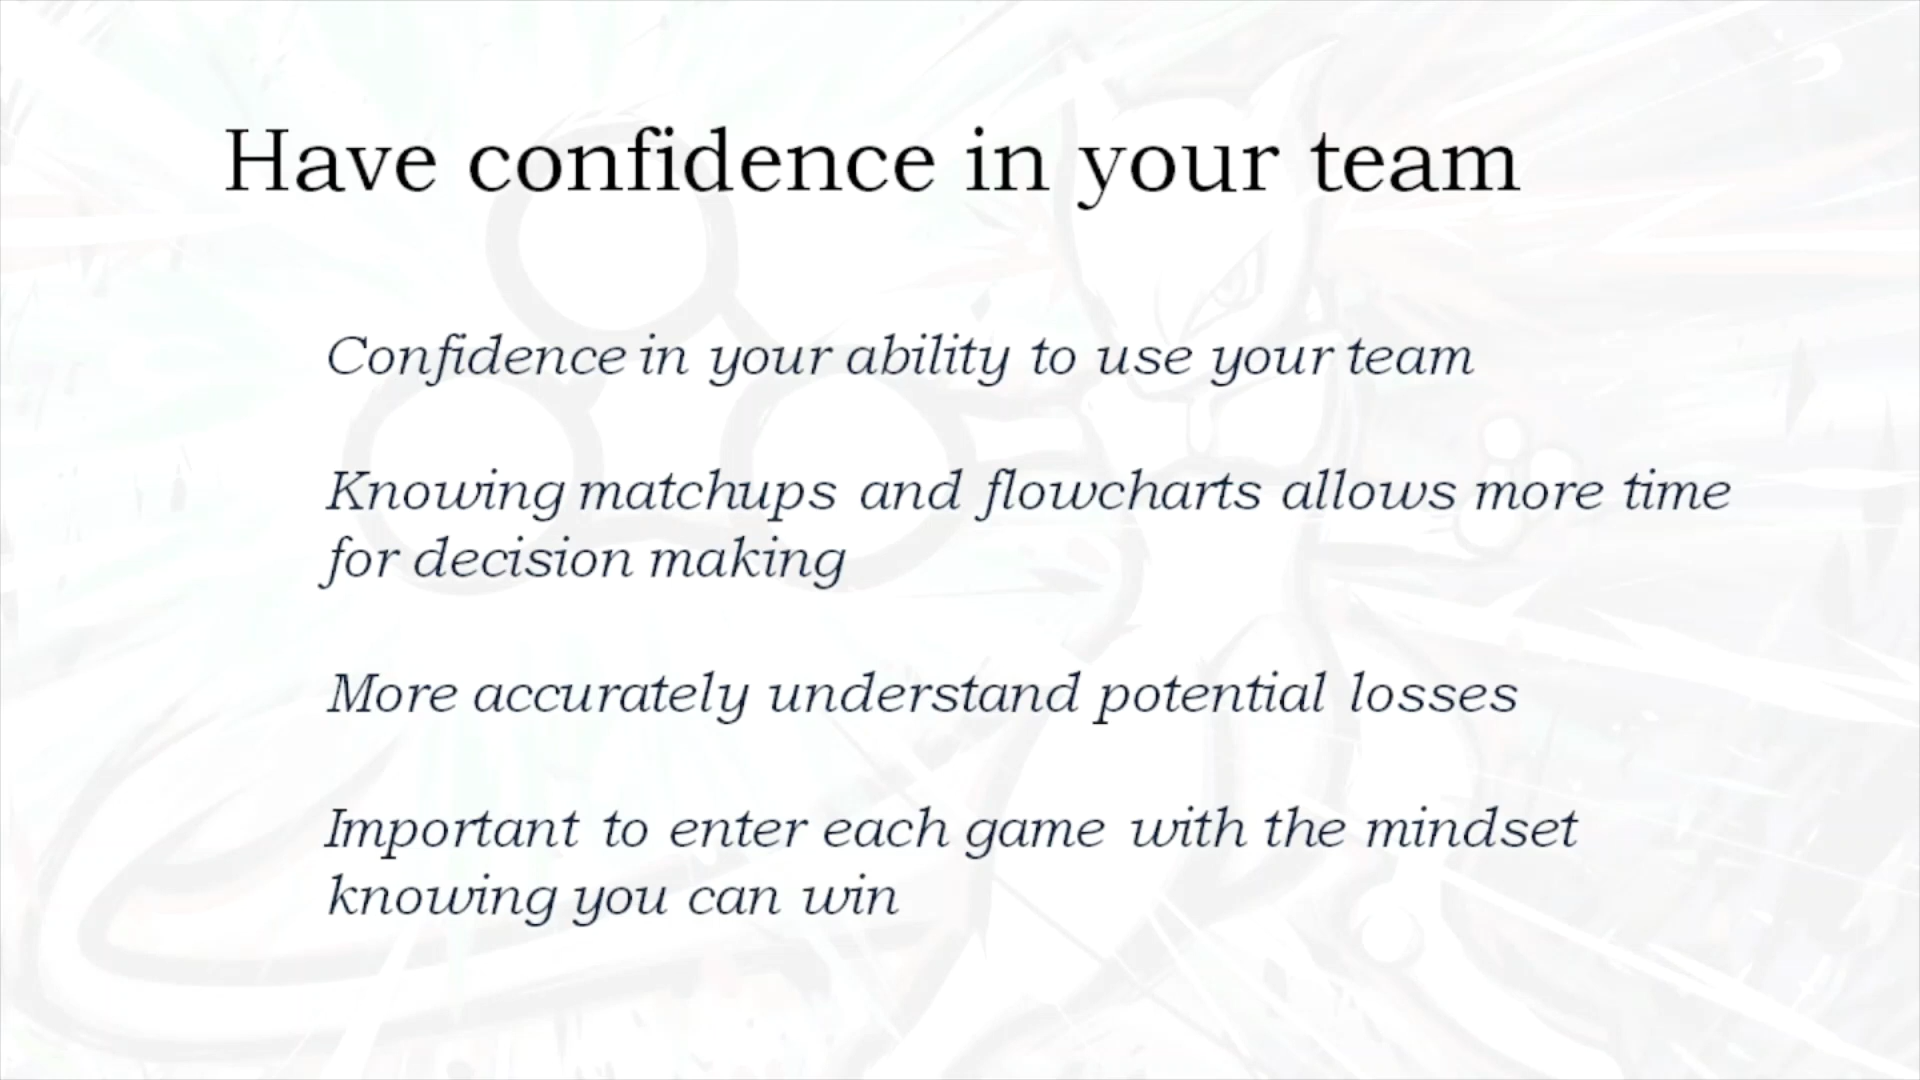 Have confidence in your team
Confidence in your ability to use your team
Knowing matchups and flowcharts allows more time
for decision making
More accurately understand potential losses
Important to enter each game with the mindset
knowing you can win